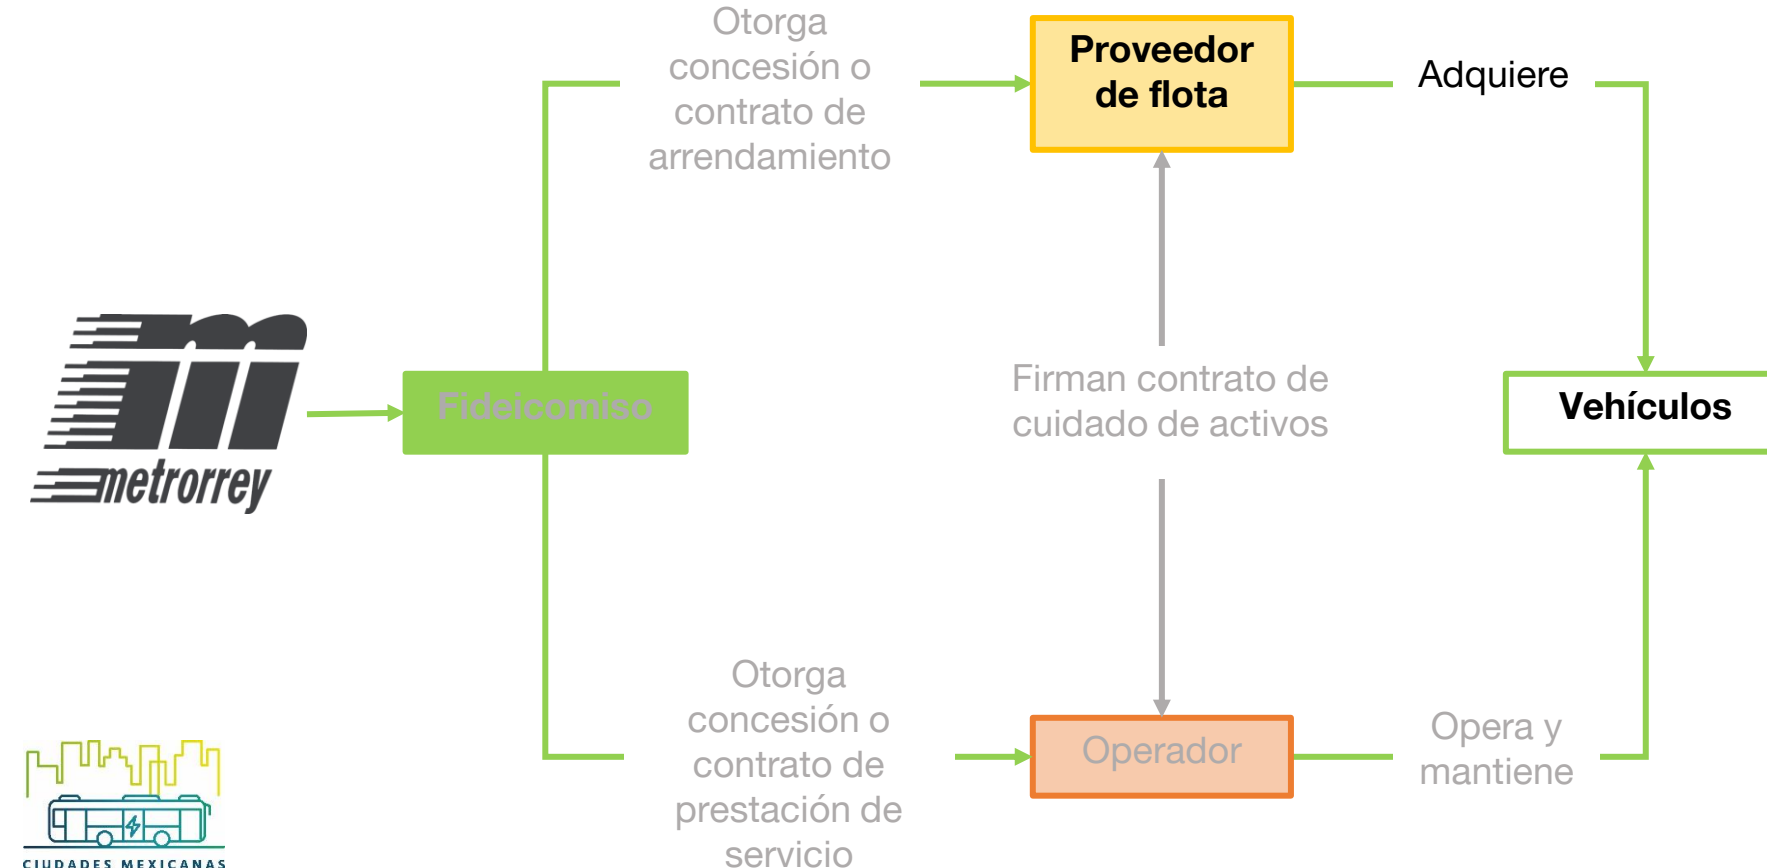 Otorga
concesión o
contrato de
arrendamiento
Proveedor
de flota
Adquiere
metrorrey
Fideicomiso
Firman contrato de
cuidado de activos
Vehículos
Otorga
concesión o
contrato de
prestación de
servicio
Operador
Opera y
mantiene
CIUDADES MEXICANAS